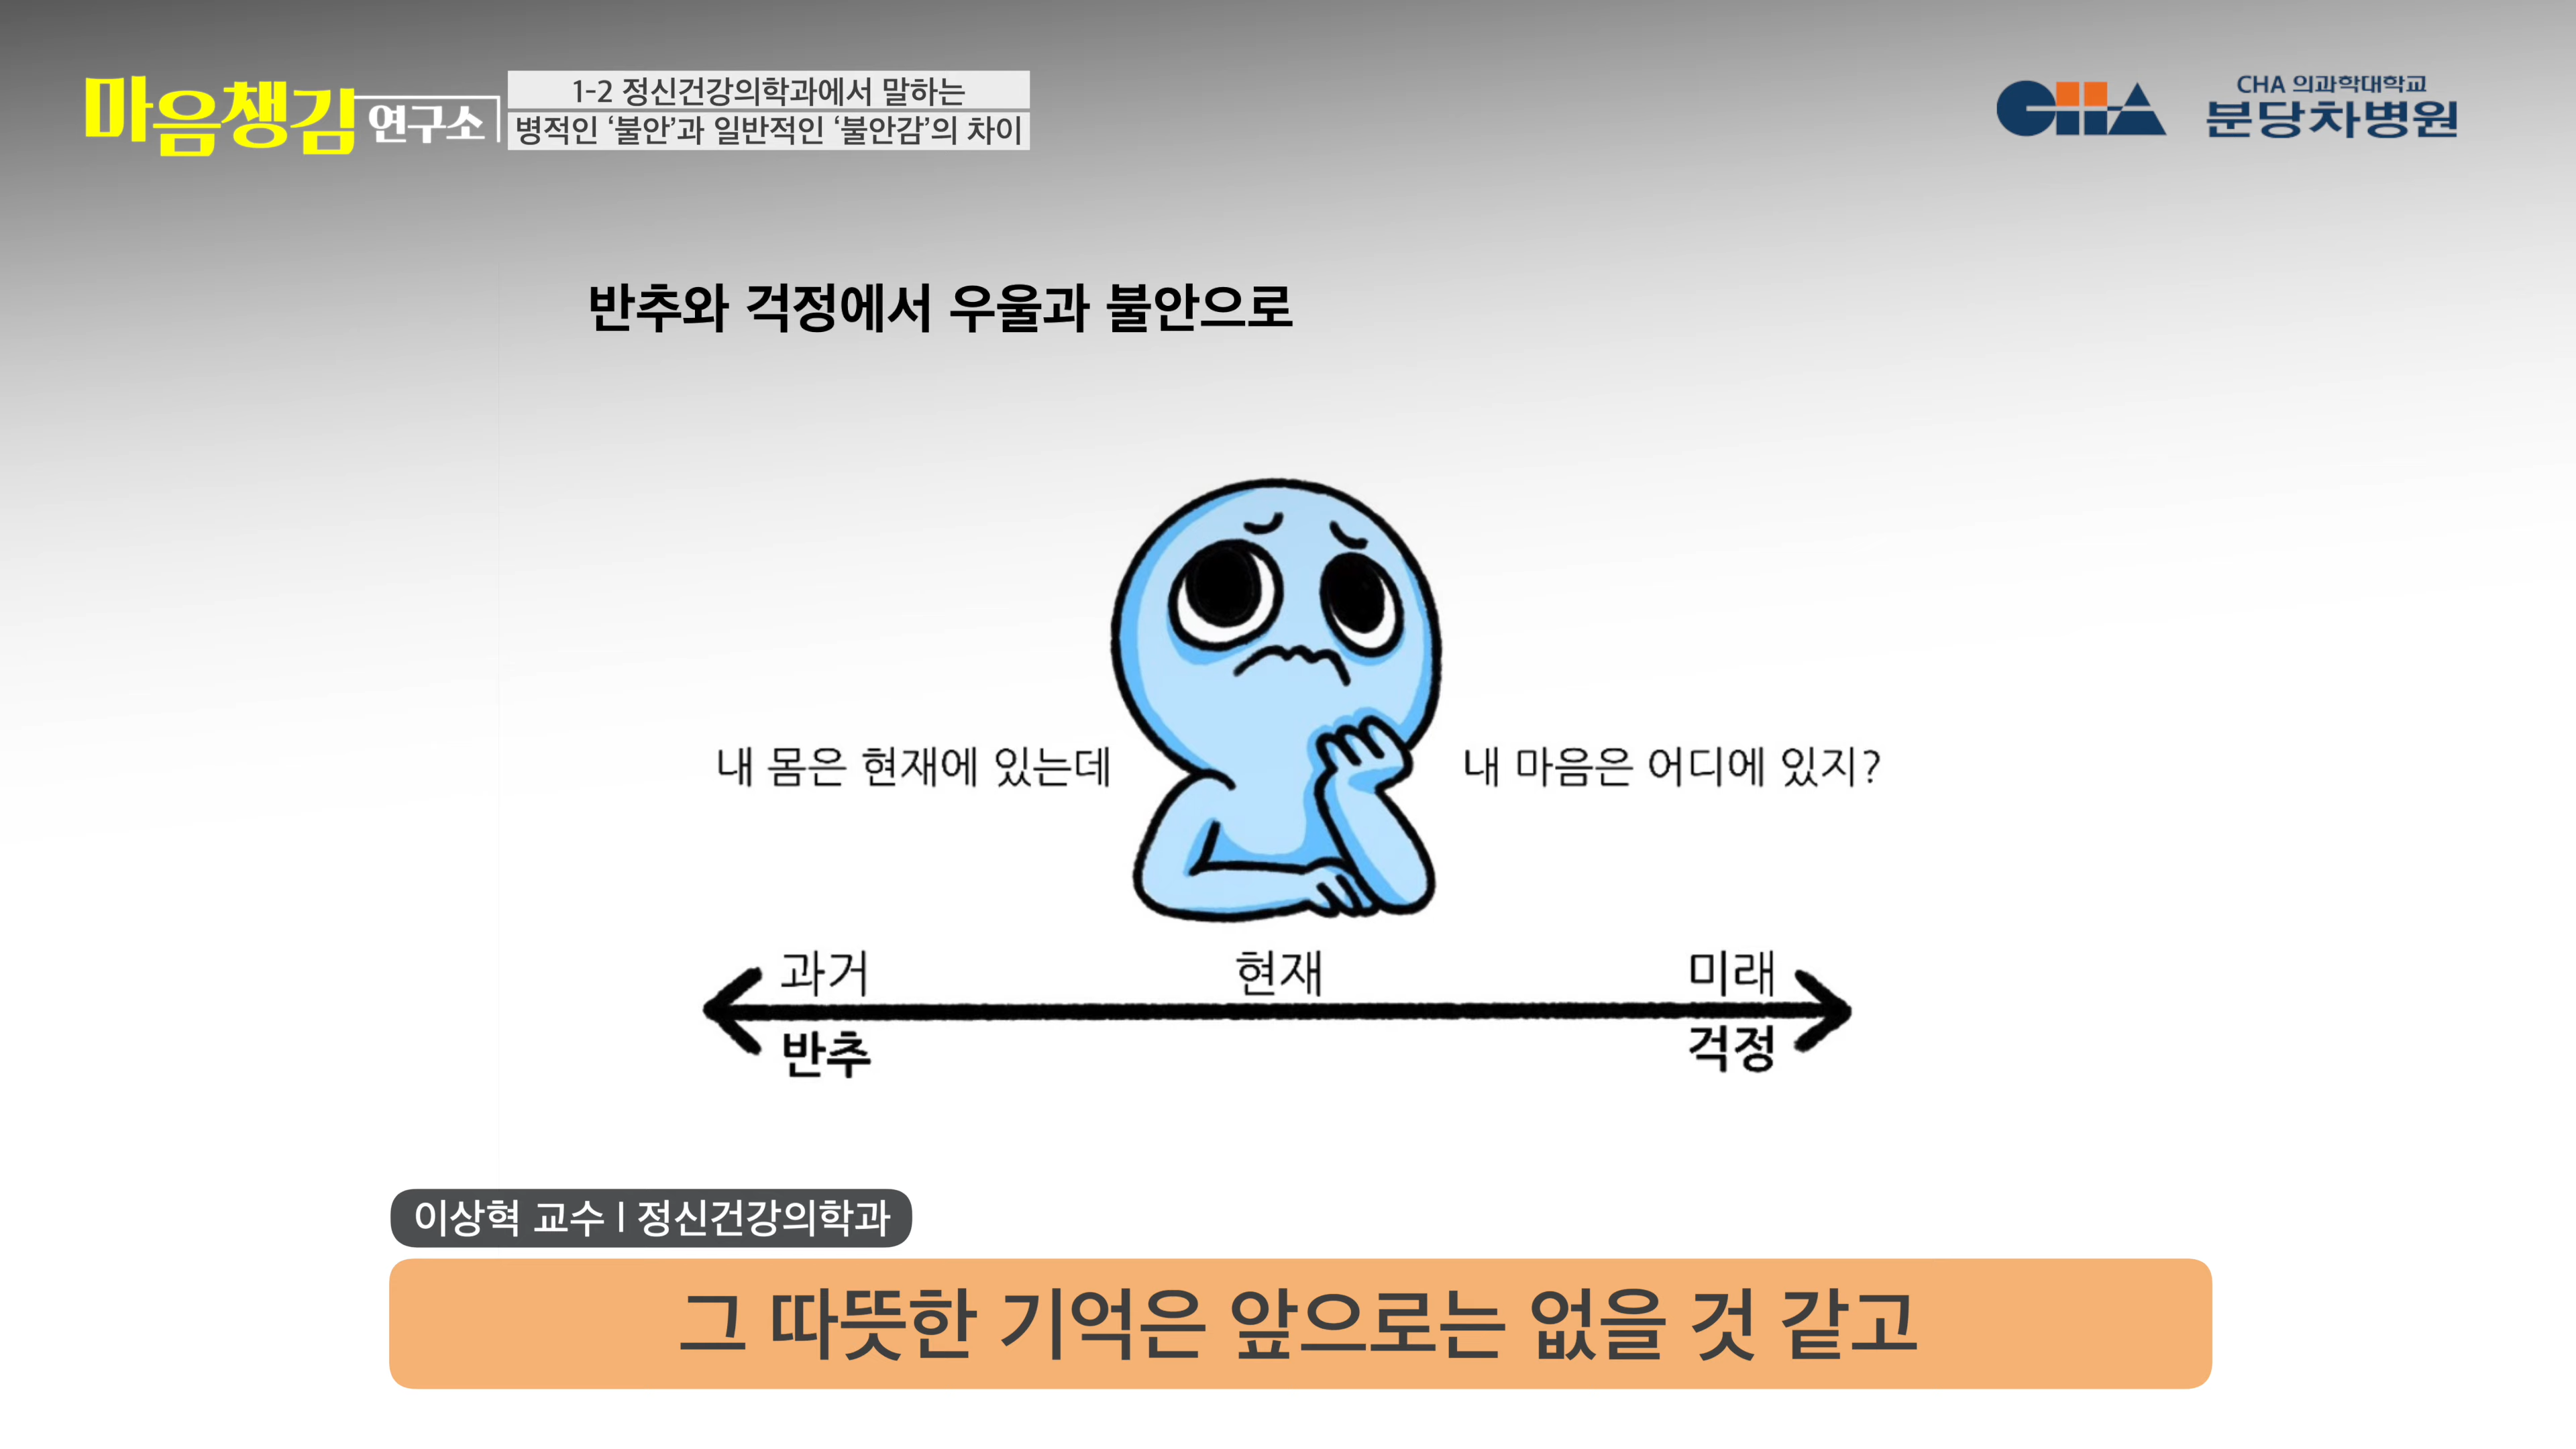 마음챙김 연구소
1-2 정신건강의학과에서 말하는
병적인 ‘불안’과 일반적인 ‘불안감’의 차이
CHA
CHA 의과학대학교
분당차병원
반추와 걱정에서 우울과 불안으로
내 몸은 현재에 있는데
내 마음은 어디에 있지?
과거
현재
미래
반추
걱정
이상혁 교수 | 정신건강의학과
그 따뜻한 기억은 앞으로는 없을 것 같고